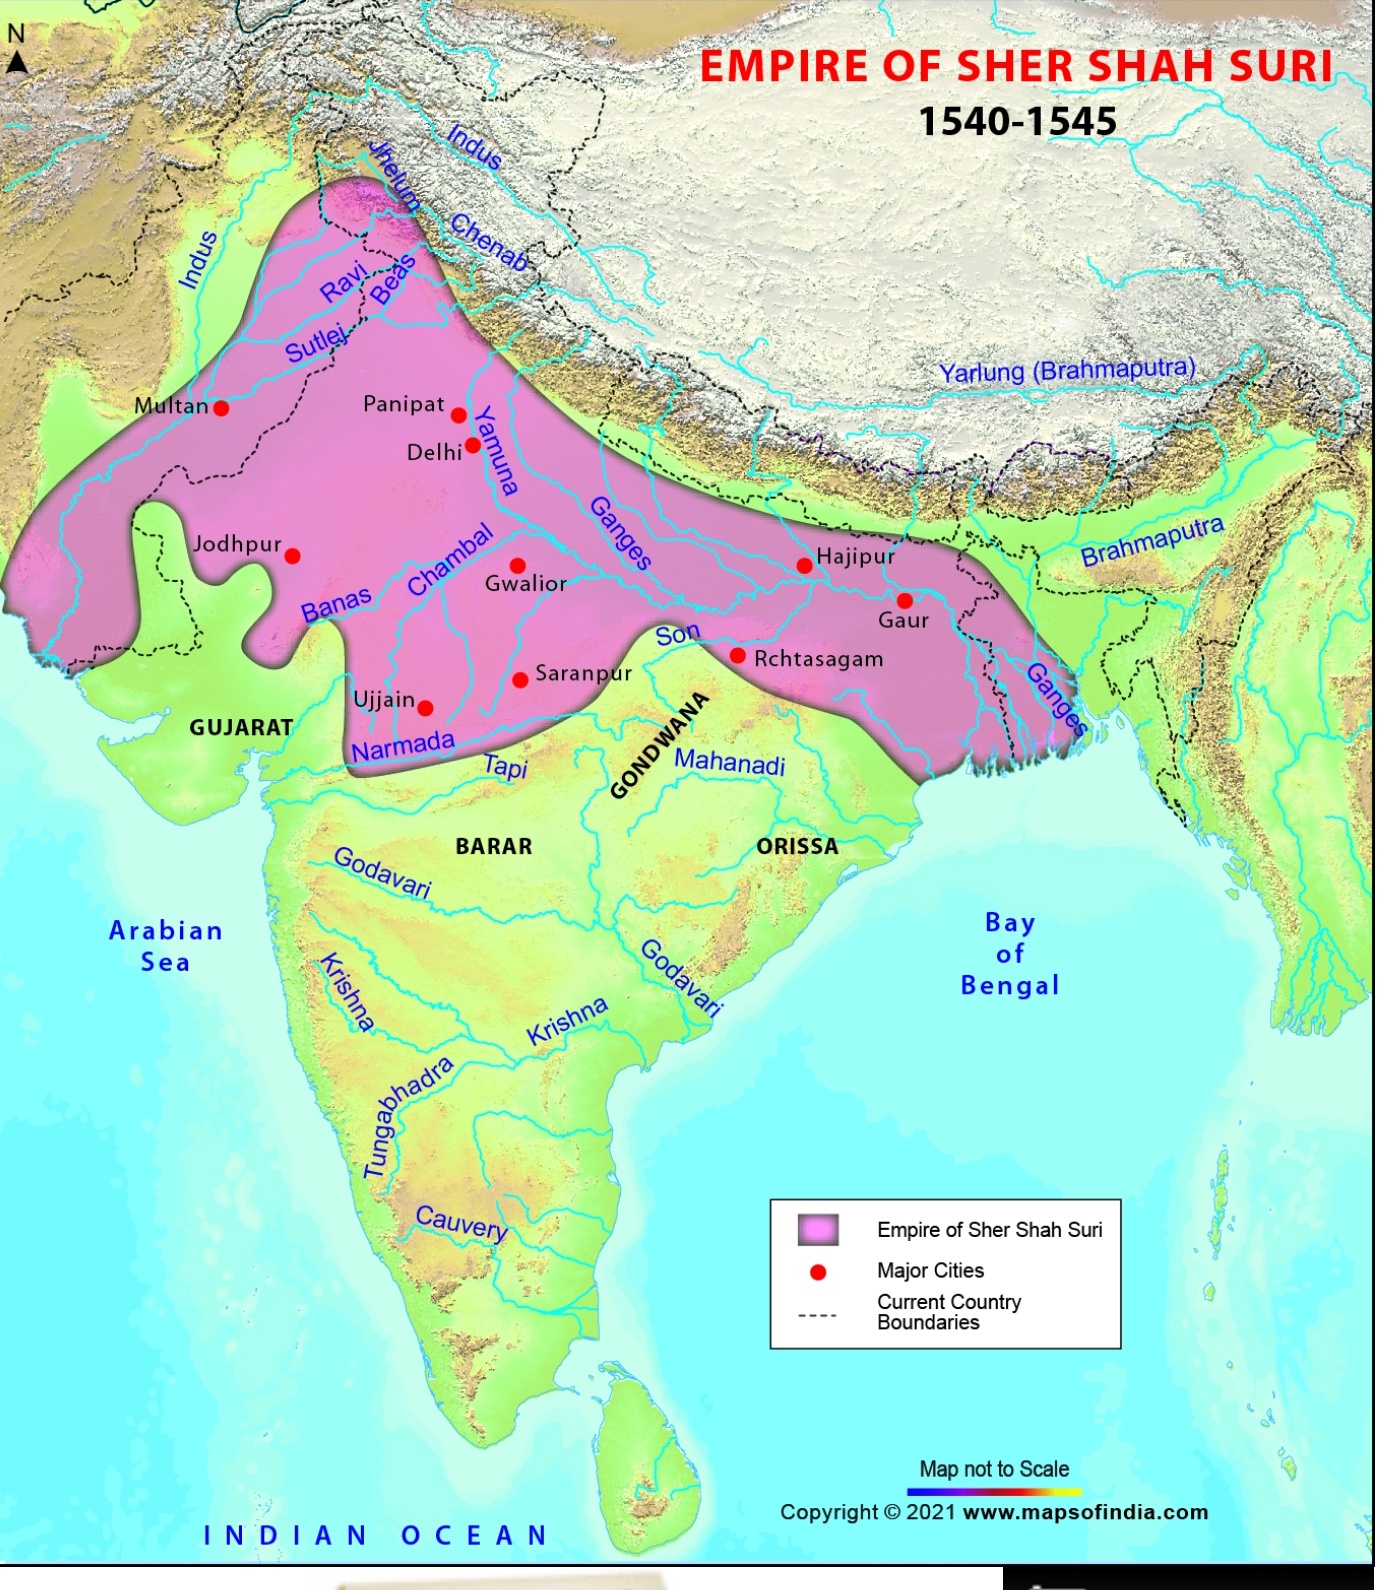 N
EMPIRE OF SHER SHAH SURI
1540-1545
Indus
Jhelum
Chenab
Indus
Ravi
Beas
Sutlej
Yarlung (Brahmaputra)
Multan
Panipat
Delhi
Yamuna
Ganges
Brahmaputra
Jodhpur
Chambal
Hajipur
Gwalior
Banas
Gaur
Son
Rchtasagam
Saranpur
Ujjain
Ganges
GUJARAT
Narmada
Tapi
GONDWANA
Mahanadi
BARAR
ORISSA
Godavari
Arabian
Sea
Bay
of
Bengal
Godavari
Krishna
Krishna
Tungabhadra
Cauvery
Empire of Sher Shah Suri
Major Cities
Current Country
Boundaries
Map not to Scale
Copyright © 2021 www.mapsofindia.com
INDIAN OCEAN